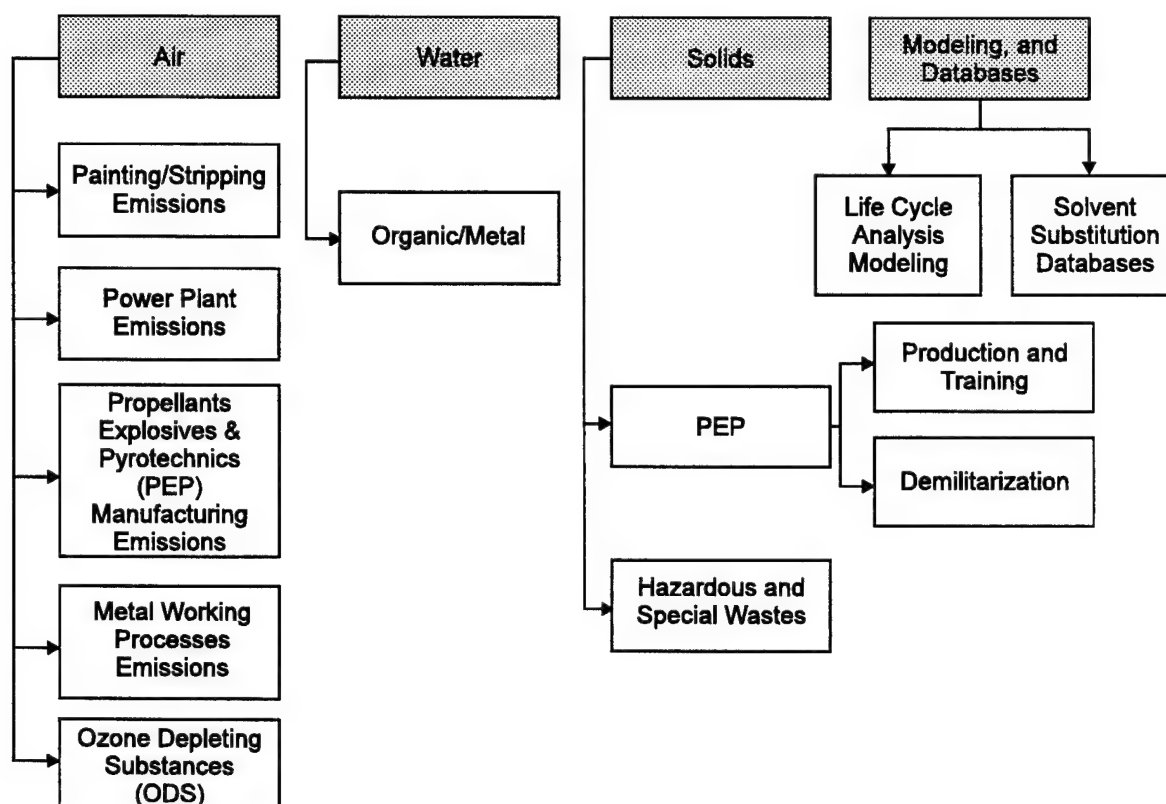 Air
Painting/Stripping
Emissions
Power Plant
Emissions
Propellants
Explosives &
Pyrotechnics
(PEP)
Manufacturing
Emissions
Metal Working
Processes
Emissions
Ozone Depleting
Substances
(ODS)
Water
Organic/Metal
Solids
PEP
Production and
Training
Demilitarization
Hazardous and
Special Wastes
Modeling, and
Databases
Life Cycle
Analysis
Modeling
Solvent
Substitution
Databases